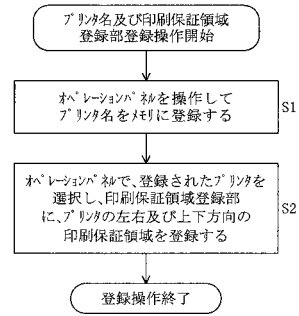 ﾌﾟﾘﾝﾀ名及び印刷保証領域
登録部登録操作開始
ｵﾍﾟﾚｰｼｮﾝﾊﾟﾈﾙを操作して
ﾌﾟﾘﾝﾀ名をﾒﾓﾘに登録する
S1
ｵﾍﾟﾚｰｼｮﾝﾊﾟﾈﾙで、登録されたﾌﾟﾘﾝﾀを
選択し、印刷保証領域登録部
に、ﾌﾟﾘﾝﾀの左右及び上下方向の
印刷保証領域を登録する
S2
登録操作終了